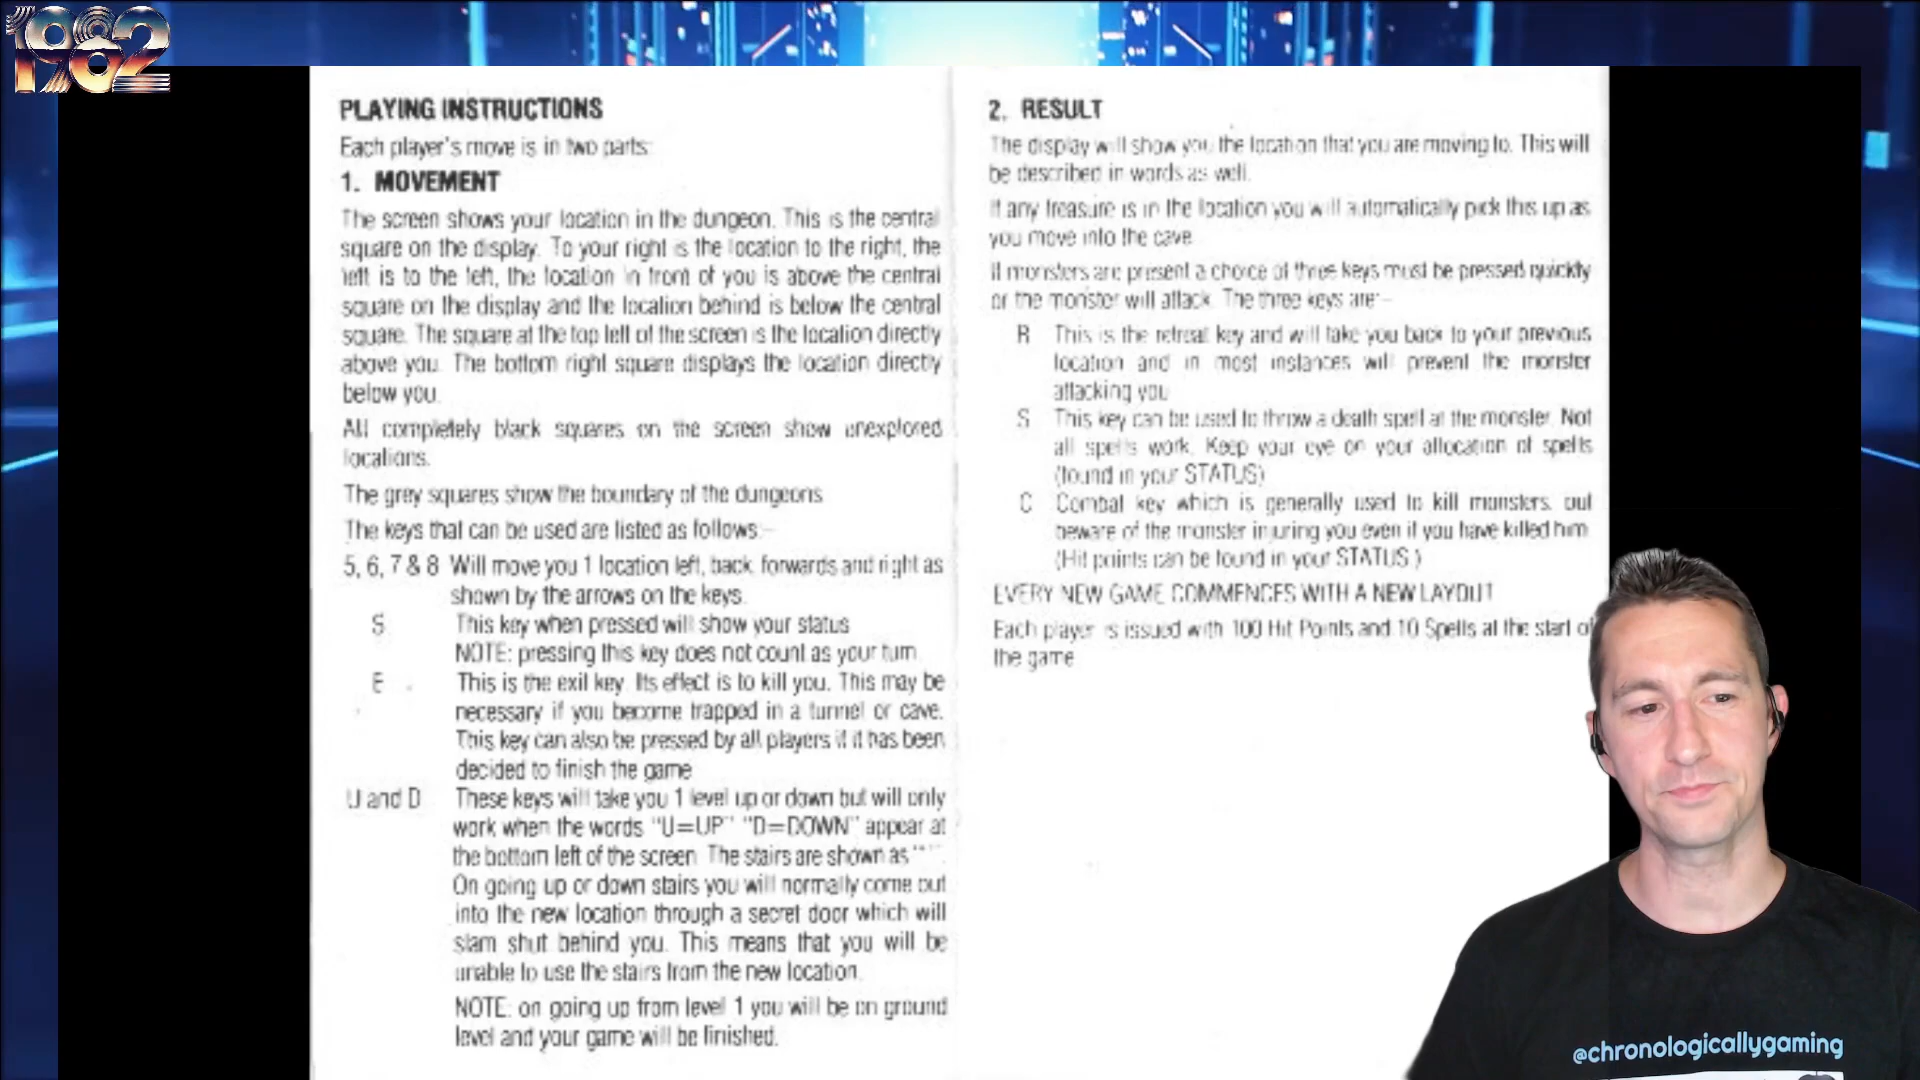 1982
PLAYING INSTRUCTIONS
Each player's move is in two parts:
1. MOVEMENT
The screen shows your location in the dungeon. This is the central
square on the display. To your right is the location to the right, the
left is to the left, the location in front of you is above the central
square on the display and the location behind is below the central
square. The square at the top left of the screen is the location directly
above you. The bottom right square displays the location directly
below you.
All completely black squares on the screen show unexplored
locations.
The grey squares show the boundary of the dungeons
The keys that can be used are listed as follows:–
5, 6, 7 & 8 Will move you 1 location left, back, forwards and right as
shown by the arrows on the keys.
S This key when pressed will show your status
NOTE: pressing this key does not count as your turn.
E This is the exit key. Its effect is to kill you. This may be
necessary if you become trapped in a tunnel or cave.
This key can also be pressed by all players if it has been
decided to finish the game
U and D These keys will take you 1 level up or down but will only
work when the words "U=UP" "D=DOWN" appear at
the bottom left of the screen. The stairs are shown as
On going up or down stairs you will normally come out
into the new location through a secret door which will
slam shut behind you. This means that you will be
unable to use the stairs from the new location.
NOTE: on going up from level 1 you will be on ground
level and your game will be finished.
2. RESULT
The display will show you the location that you are moving to. This will
be described in words as well.
If any treasure is in the location you will automatically pick this up as
you move into the cave
If monsters are present a choice of three keys must be pressed quickly
or the monster will attack. The three keys are:–
R This is the retreat key and will take you back to your previous
location and in most instances will prevent the monster
attacking you
S This key can be used to throw a death spell at the monster. Not
all spells work. Keep your eye on your allocation of spells
(found in your STATUS)
C Combat key which is generally used to kill monsters, but
beware of the monster injuring you even if you have killed him.
(Hit points can be found in your STATUS.)
EVERY NEW GAME COMMENCES WITH A NEW LAYOUT
Each player is issued with 100 Hit Points and 10 Spells at the start of
the game
@chronologicallygaming